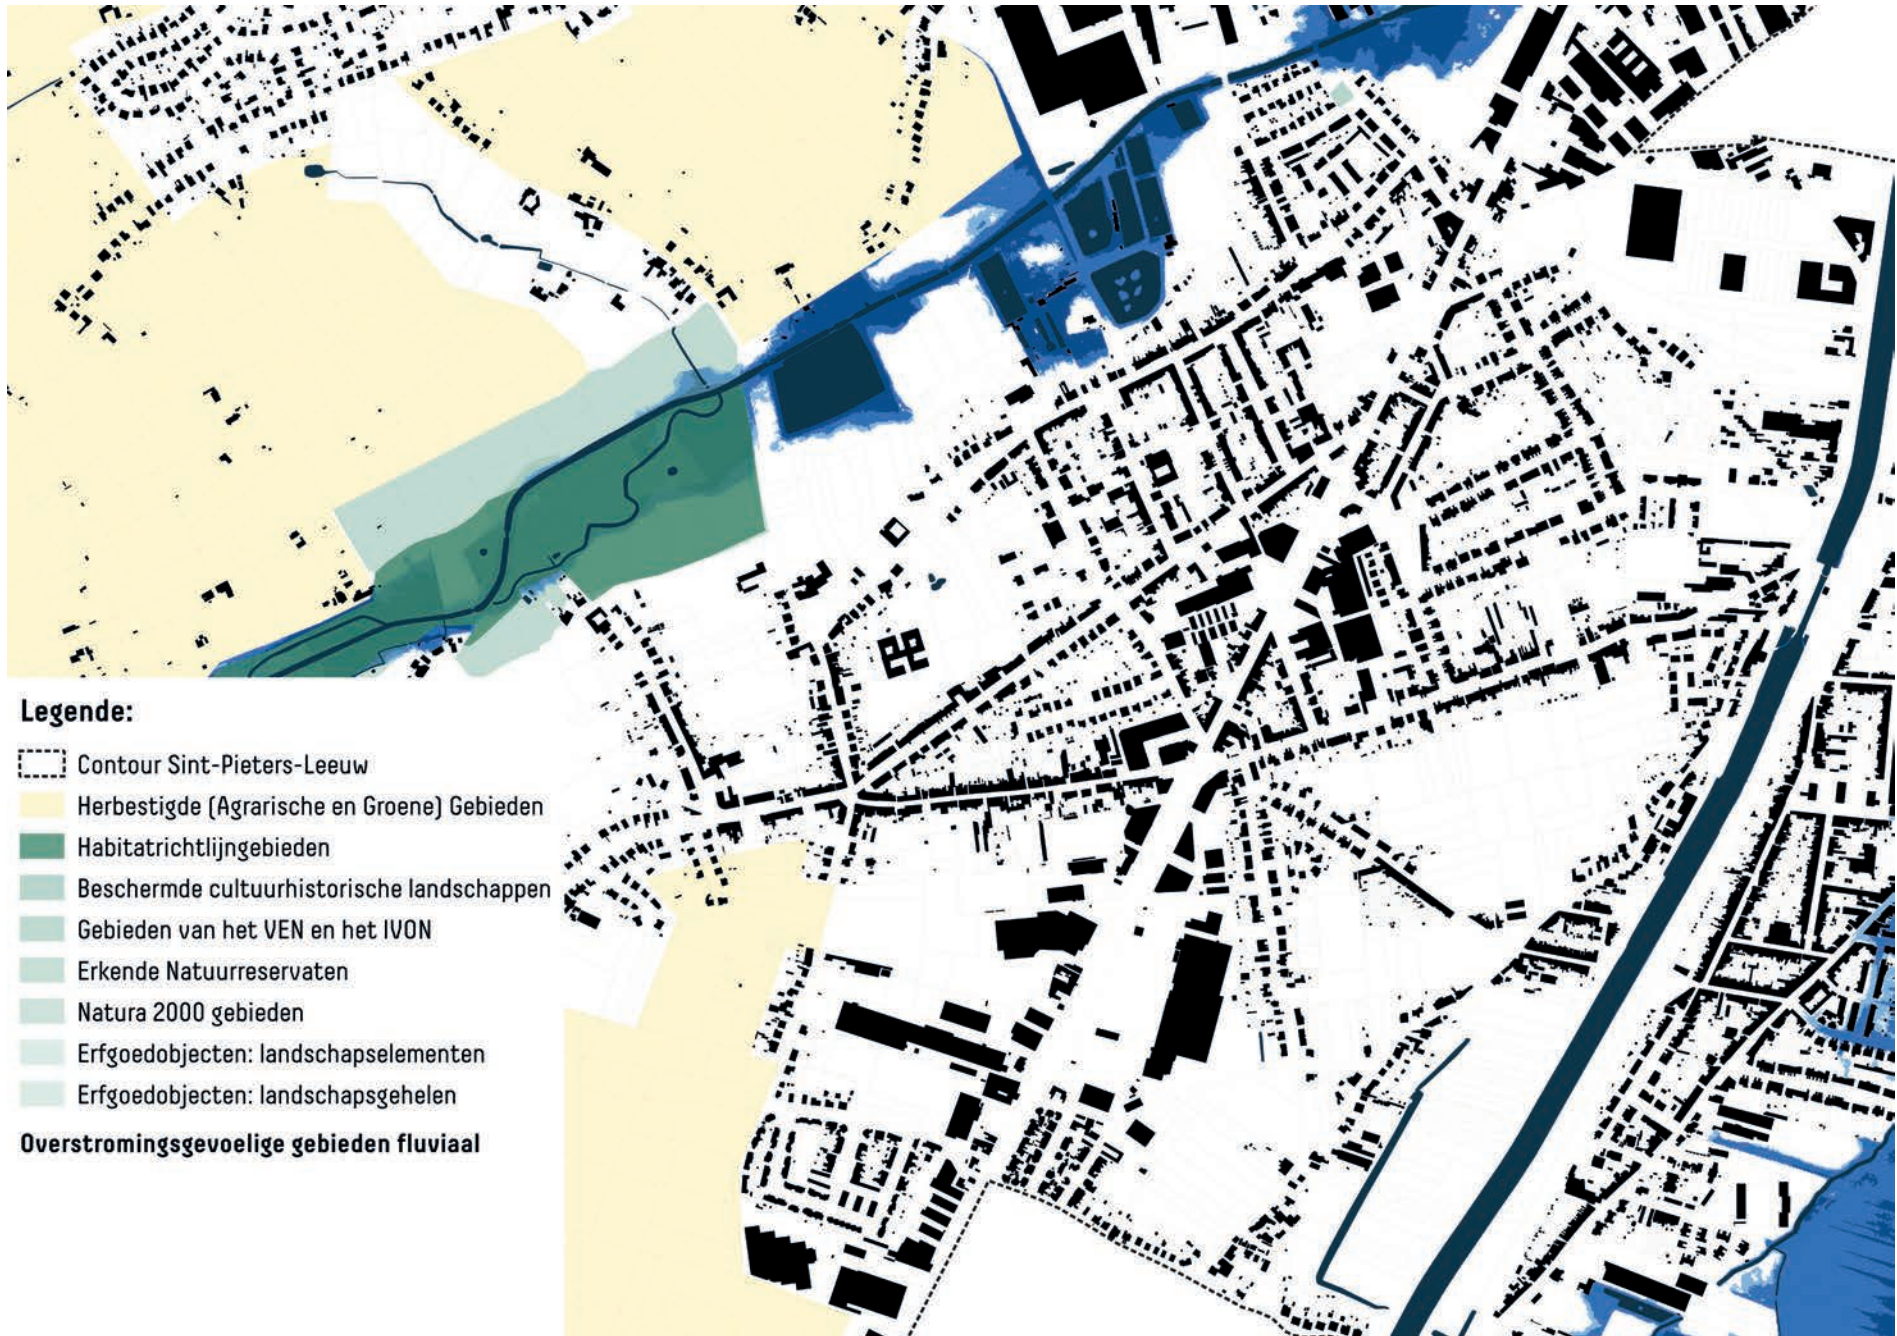 Legende:
Contour Sint-Pieters-Leeuw
Herbestigde (Agrarische en Groene) Gebieden
Habitatrichtlijngebieden
Beschermde cultuurhistorische landschappen
Gebieden van het VEN en het IVON
Erkende Natuurreservaten
Natura 2000 gebieden
Erfgoedobjecten: landschapselementen
Erfgoedobjecten: landschapsgehelen
Overstromingsgevoelige gebieden fluviaal